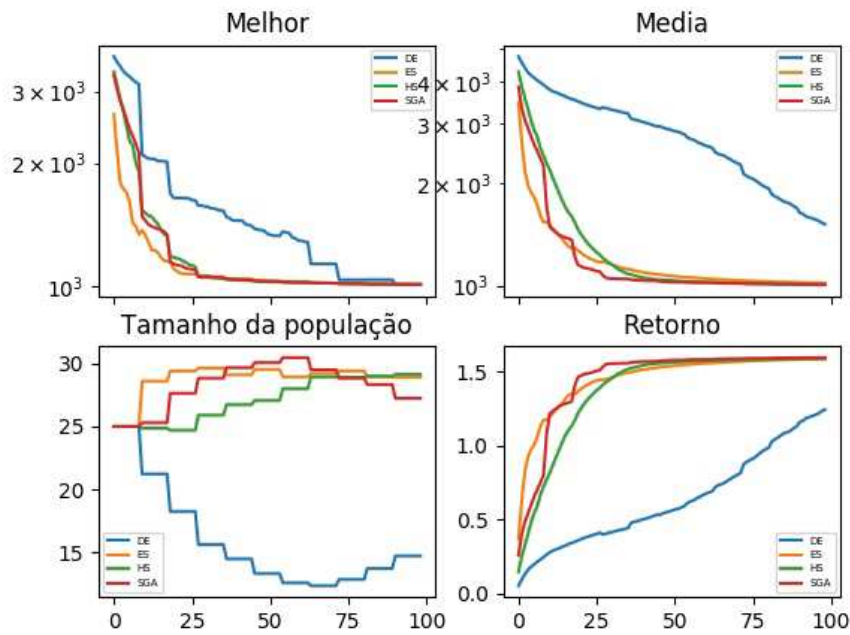 Melhor
3 × 10³
2 × 10³
10³
DE
ES
HS
SGA
Media
4 × 10³
3 × 10³
2 × 10³
10³
DE
ES
HS
SGA
Tamanho da população
30
25
20
15
DE
ES
HS
SGA
0 25 50 75 100
Retorno
1.5
1.0
0.5
0.0
DE
ES
HS
SGA
0 25 50 75 100